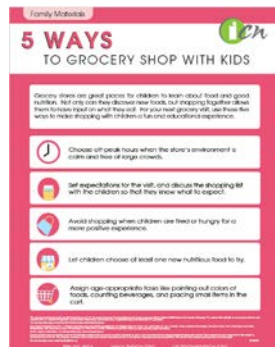 Family Materials
icn
5 WAYS
TO GROCERY SHOP WITH KIDS
Grocery stores are great places for children to learn about food and good
nutrition. Not only can they discover new foods, but shopping together allows
them to have input on what they eat. For your next grocery visit, use these five
ways to make shopping with children a fun and educational experience.
Choose off-peak hours when the store's environment is
calm and free of large crowds.
Set expectations for the visit, and discuss the shopping list
with the children so that they know what to expect.
Avoid shopping when children are tired or hungry for a
more positive experience.
Let children choose at least one new nutritious food to try.
Assign age-appropriate tasks like pointing out colors of
foods, counting beverages, and placing small items in the
cart.